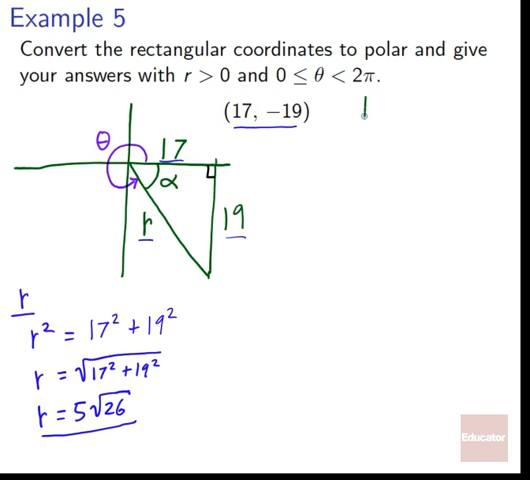 Example 5
Convert the rectangular coordinates to polar and give
your answers with r > 0 and 0 ≤ θ < 2π.
(17, −19)
θ
17
α
r
19
r
r² = 17² + 19²
r = √17² + 19²
r = 5√26
Educator